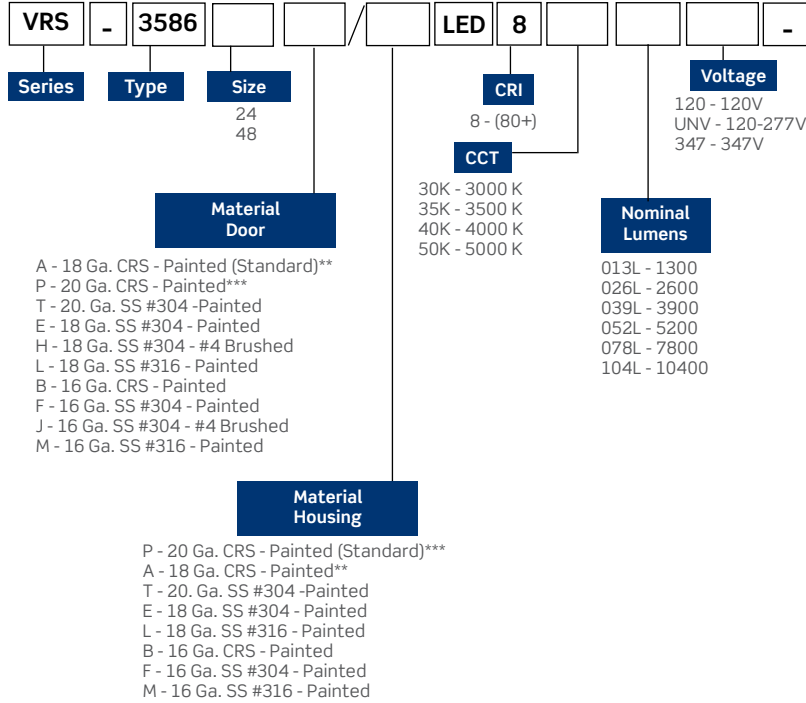 VRS - 3586 / LED 8 -
Series Type Size
24
48
CRI
8 - (80+)
Voltage
120 - 120V
UNV - 120-277V
347 - 347V
CCT
30K - 3000 K
35K - 3500 K
40K - 4000 K
50K - 5000 K
Material
Door
A - 18 Ga. CRS - Painted (Standard)**
P - 20 Ga. CRS - Painted***
T - 20. Ga. SS #304 -Painted
E - 18 Ga. SS #304 - Painted
H - 18 Ga. SS #304 - #4 Brushed
L - 18 Ga. SS #316 - Painted
B - 16 Ga. CRS - Painted
F - 16 Ga. SS #304 - Painted
J - 16 Ga. SS #304 - #4 Brushed
M - 16 Ga. SS #316 - Painted
Nominal
Lumens
013L - 1300
026L - 2600
039L - 3900
052L - 5200
078L - 7800
104L - 10400
Material
Housing
P - 20 Ga. CRS - Painted (Standard)***
A - 18 Ga. CRS - Painted**
T - 20. Ga. SS #304 -Painted
E - 18 Ga. SS #304 - Painted
L - 18 Ga. SS #316 - Painted
B - 16 Ga. CRS - Painted
F - 16 Ga. SS #304 - Painted
M - 16 Ga. SS #316 - Painted